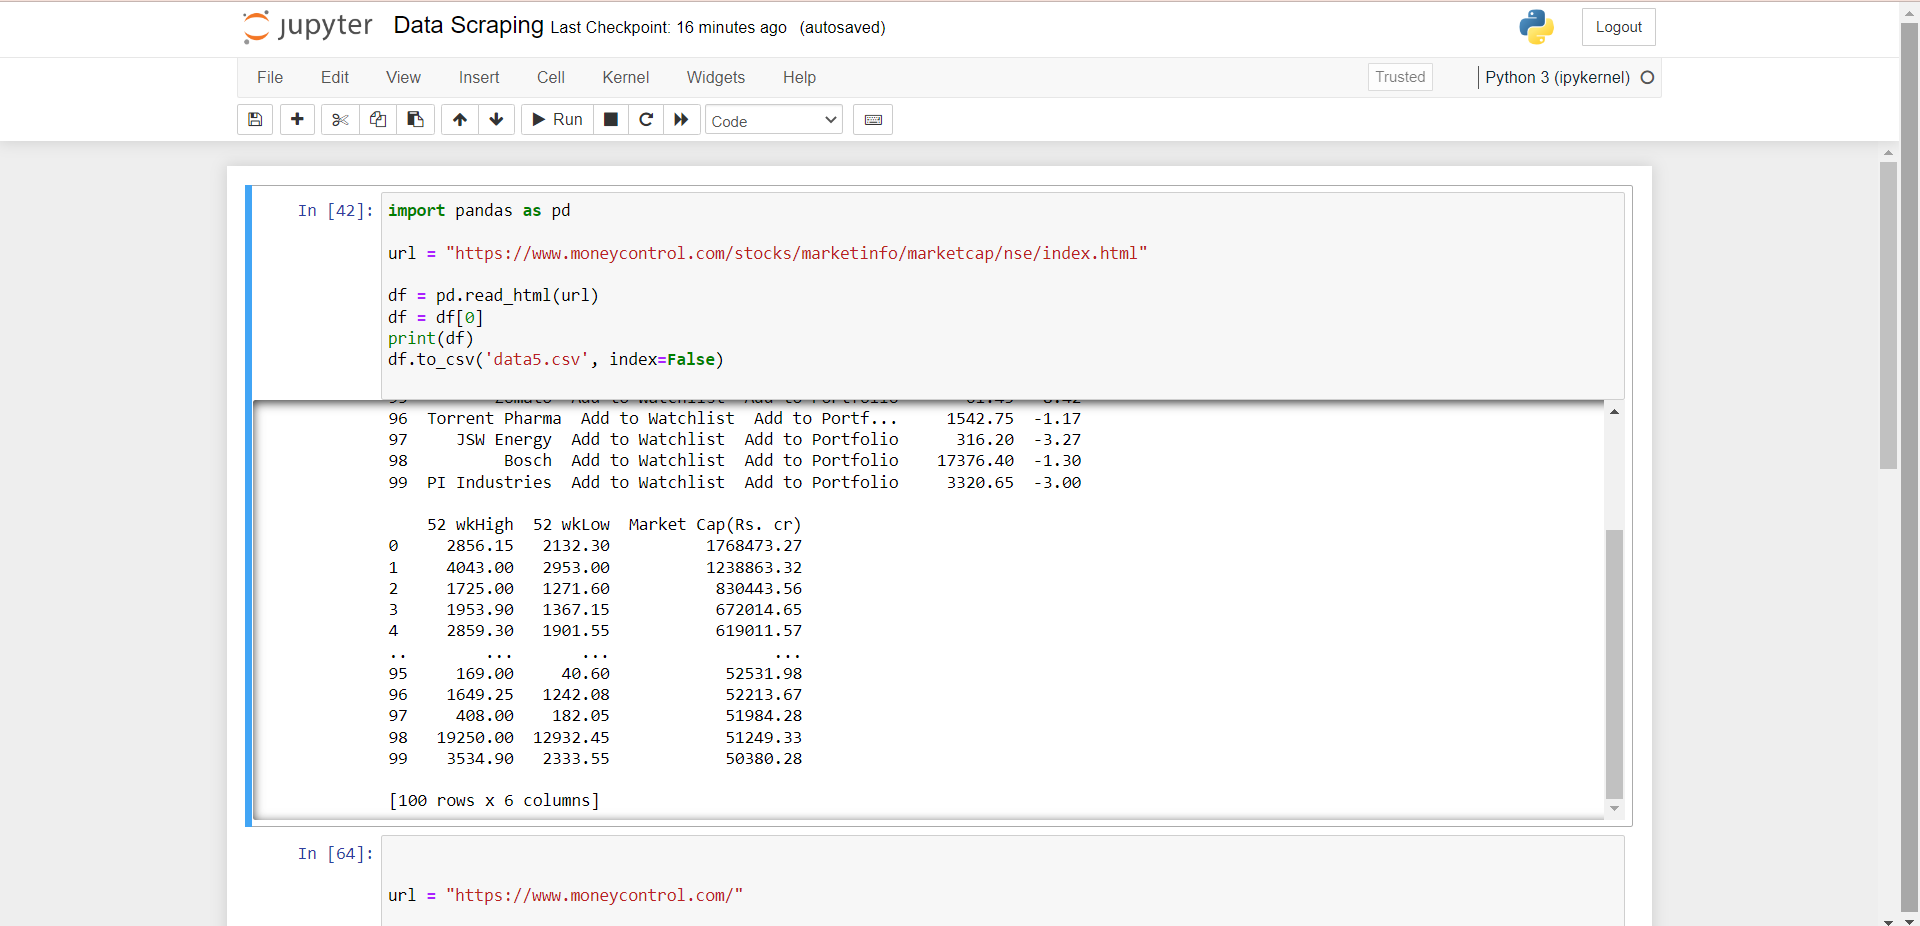 jupyter Data Scraping Last Checkpoint: 16 minutes ago (autosaved) Logout
File Edit View Insert Cell Kernel Widgets Help Trusted Python 3 (ipykernel)
Run Code
In [42]: import pandas as pd
url = "https://www.moneycontrol.com/stocks/marketinfo/marketcap/nse/index.html"
df = pd.read_html(url)
df = df[0]
print(df)
df.to_csv('data5.csv', index=False)
96 Torrent Pharma Add to Watchlist Add to Portf... 1542.75 -1.17
97 JSW Energy Add to Watchlist Add to Portfolio 316.20 -3.27
98 Bosch Add to Watchlist Add to Portfolio 17376.40 -1.30
99 PI Industries Add to Watchlist Add to Portfolio 3320.65 -3.00
52 wkHigh 52 wkLow Market Cap(Rs. cr)
0 2856.15 2132.30 1768473.27
1 4043.00 2953.00 1238863.32
2 1725.00 1271.60 830443.56
3 1953.90 1367.15 672014.65
4 2859.30 1901.55 619011.57
.. ... ... ...
95 169.00 40.60 52531.98
96 1649.25 1242.08 52213.67
97 408.00 182.05 51984.28
98 19250.00 12932.45 51249.33
99 3534.90 2333.55 50380.28
[100 rows x 6 columns]
In [64]:
url = "https://www.moneycontrol.com/"